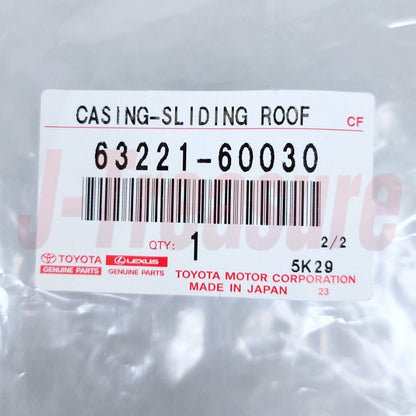 CASING-SLIDING ROOF
CF
63221-60030
J-Treasure
QTY: 1
2/2
5K29
TOYOTA
GENUINE PARTS
LEXUS
GENUINE PARTS
TOYOTA MOTOR CORPORATION
MADE IN JAPAN 23